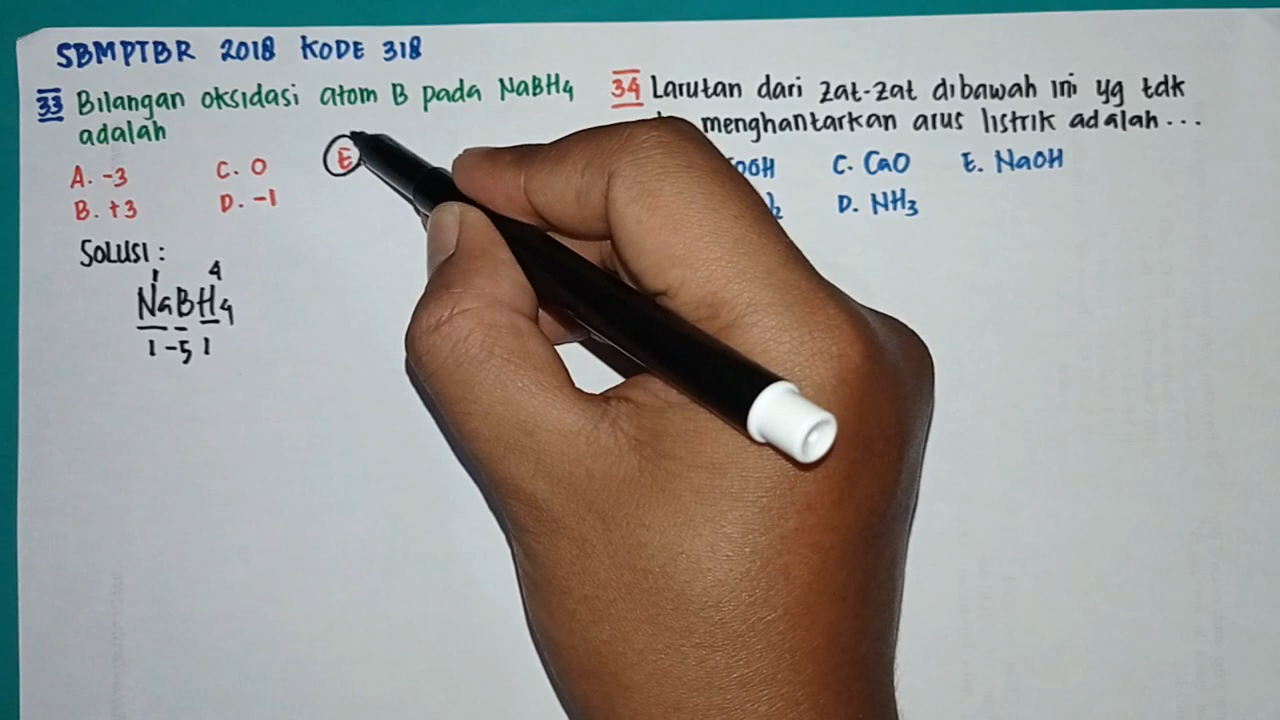 SBMPTBR 2018 KODE 318
33 Bilangan oksidasi atom B pada NaBH4
adalah
A. -3 C. 0 E
B. +3 D. -1
SOLUSI :
1 4
NaBH4
1 -5 1
34 Larutan dari zat-zat dibawah ini yg tdk
menghantarkan arus listrik adalah...
OOH C. CaO E. NaOH
2 D. NH3